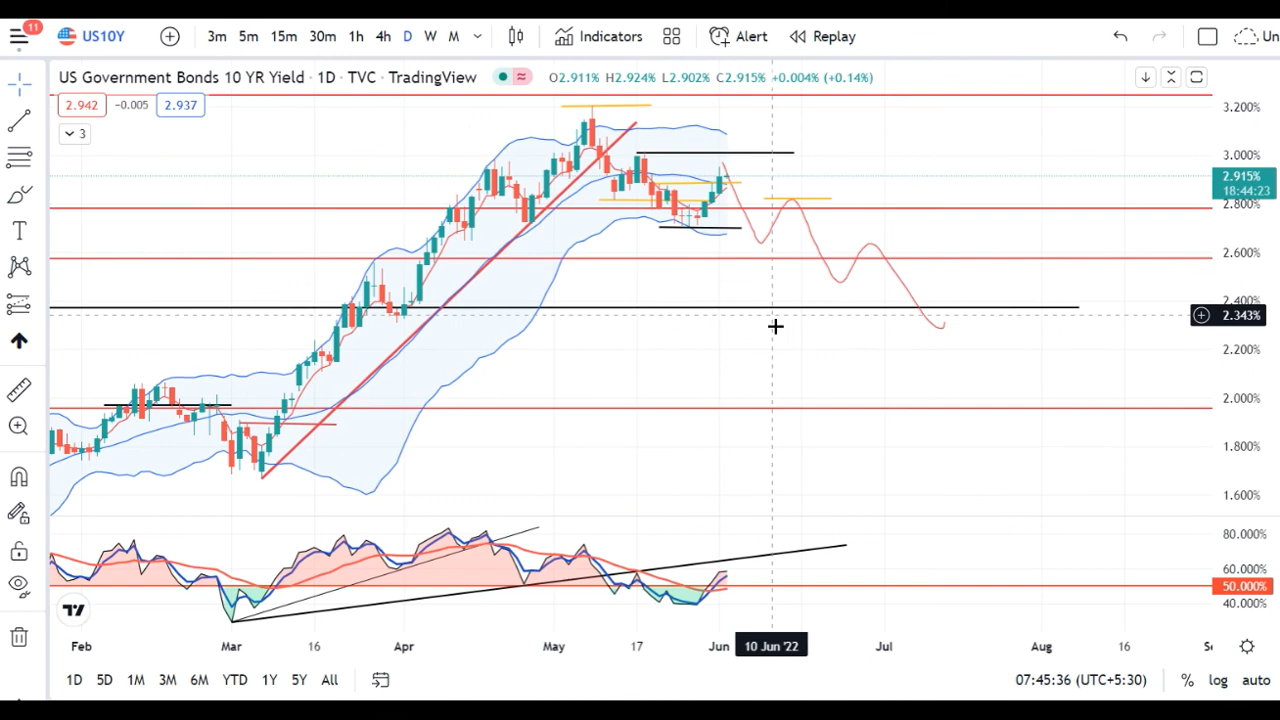 11
US10Y
3m 5m 15m 30m 1h 4h D W M
Indicators
Alert
Replay
Un
US Government Bonds 10 YR Yield · 1D · TVC · TradingView
O2.911% H2.924% L2.902% C2.915% +0.004% (+0.14%)
2.942 -0.005 2.937
3
3.200%
3.000%
2.915%
18:44:23
2.800%
2.600%
2.400%
2.343%
2.200%
2.000%
1.800%
1.600%
80.000%
60.000%
50.000%
40.000%
Feb Mar 16 Apr May 17 Jun 10 Jun '22 Jul Aug 16 Se
1D 5D 1M 3M 6M YTD 1Y 5Y All
07:45:36 (UTC+5:30) % log auto